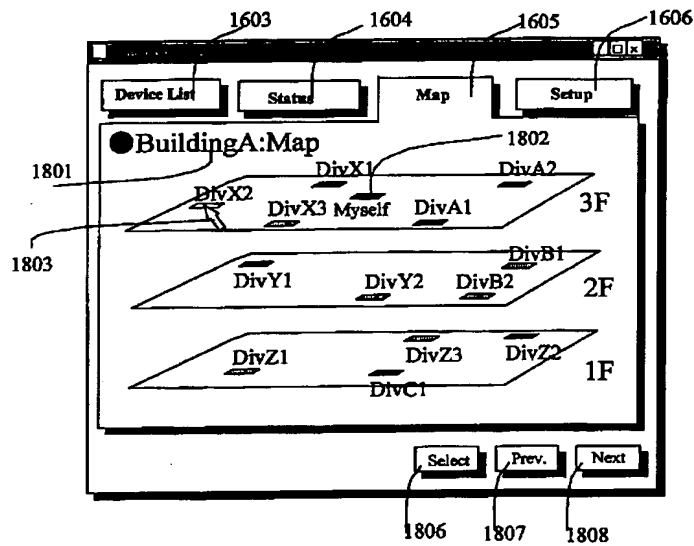 1603 1604 1605 1606
Device List Status Map Setup
BuildingA:Map
1801
1802
DivX1 DivA2
DivX2
DivX3 Myself DivA1
3F
1803
DivB1
DivY1 DivY2 DivB2
2F
DivZ1 DivZ3 DivZ2
DivC1
1F
Select Prev. Next
1806 1807 1808